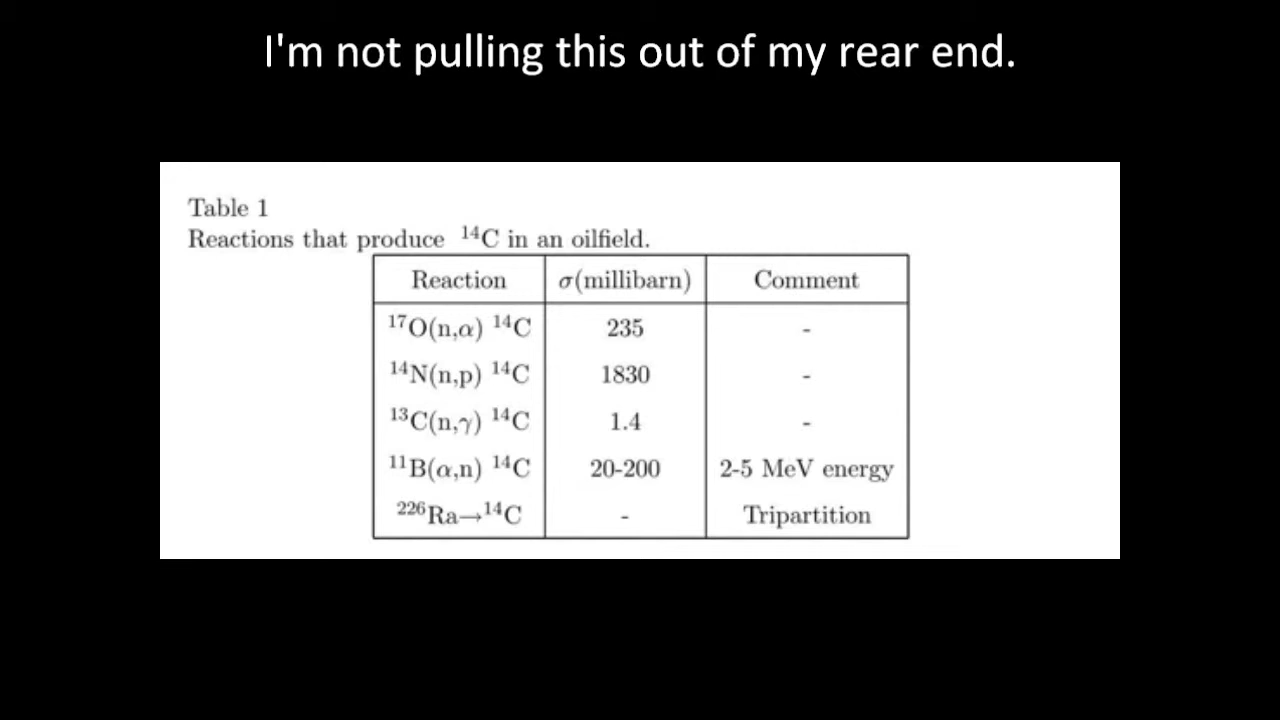 I'm not pulling this out of my rear end.
Table 1
Reactions that produce ¹⁴C in an oilfield.
Reaction σ(millibarn) Comment
¹⁷O(n,α) ¹⁴C 235 -
¹⁴N(n,p) ¹⁴C 1830 -
¹³C(n,γ) ¹⁴C 1.4 -
¹¹B(α,n) ¹⁴C 20-200 2-5 MeV energy
²²⁶Ra→¹⁴C - Tripartition